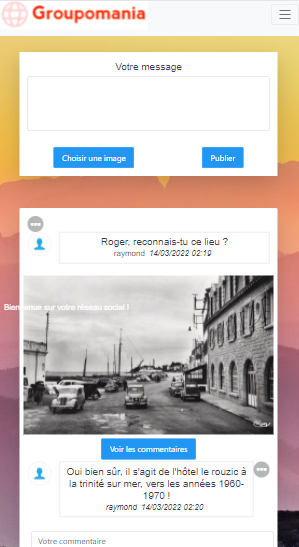 Groupomania
Votre message
Choisir une image
Publier
Roger, reconnais-tu ce lieu ?
raymond 14/03/2022 02:19
Bienvenue sur votre réseau social !
Voir les commentaires
Oui bien sûr, il s'agit de l'hôtel le rouzic à
la trinité sur mer, vers les années 1960-
1970 !
raymond 14/03/2022 02:20
Votre commentaire